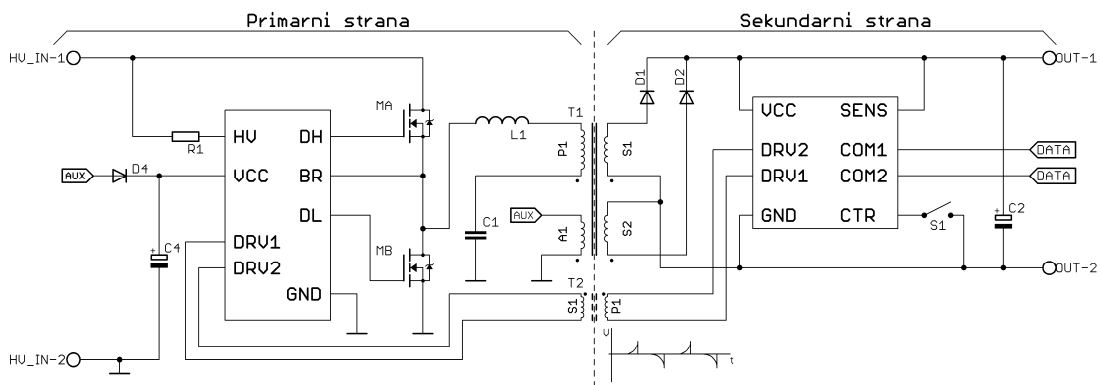 Primarni strana
Sekundarni strana
HV_IN-1
OUT-1
MA
T1
D1
D2
L1
P1
S1
R1
HV
DH
VCC
BR
DL
DRV1
DRV2
GND
D4
AUX
C4
MB
C1
AUX
A1
S2
T2
S1
P1
VCC
SENS
DRV2
COM1
DRV1
COM2
GND
CTR
DATA
DATA
S1
C2
OUT-2
HV_IN-2
U
t